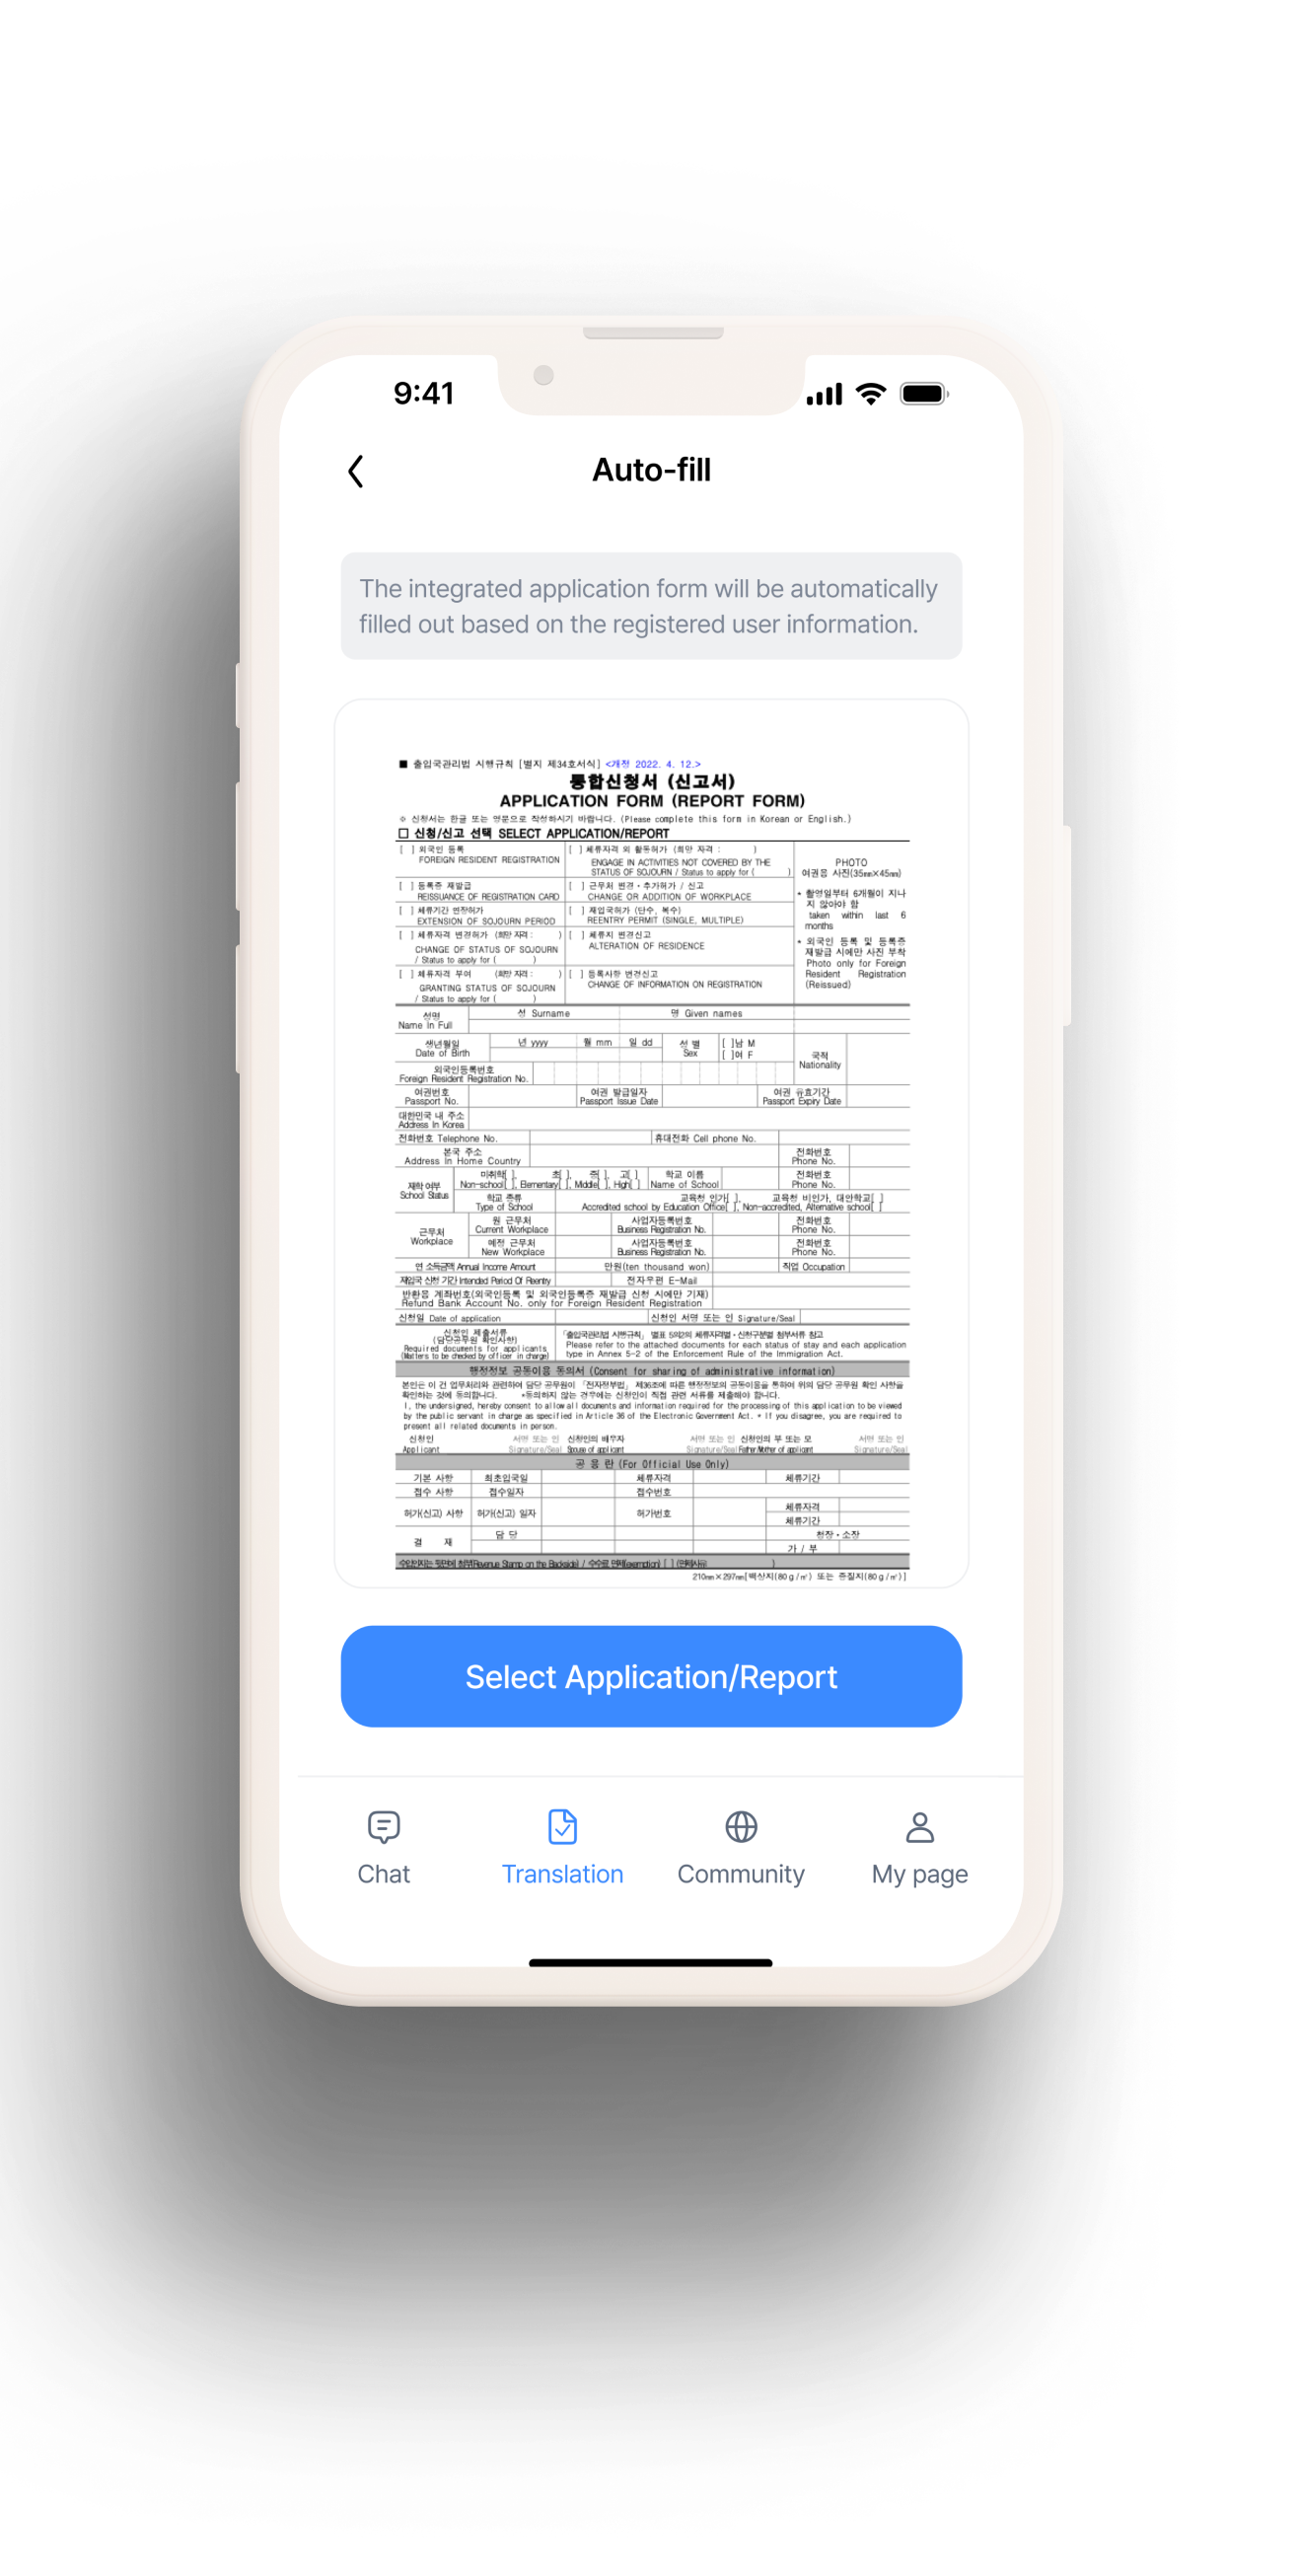 9:41
Auto-fill
The integrated application form will be automatically
filled out based on the registered user information.
■ 출입국관리법 시행규칙 [별지 제34호서식] <개정 2022. 4. 12.>
통합신청서 (신고서)
APPLICATION FORM (REPORT FORM)
※ 신청서는 한글 또는 영문으로 작성하시기 바랍니다. (Please complete this form in Korean or English.)
□ 신청/신고 선택 SELECT APPLICATION/REPORT
[ ] 외국인 등록
FOREIGN RESIDENT REGISTRATION
[ ] 체류자격 외 활동허가 (희망 자격 : )
ENGAGE IN ACTIVITIES NOT COVERED BY THE
STATUS OF SOJOURN / Status to apply for ( )
PHOTO
여권용 사진(35㎜×45㎜)
[ ] 등록증 재발급
REISSUANCE OF REGISTRATION CARD
[ ] 근무처 변경・추가허가 / 신고
CHANGE OR ADDITION OF WORKPLACE
* 촬영일부터 6개월이 지나
지 않아야 함
taken within last 6
months
[ ] 체류기간 연장허가
EXTENSION OF SOJOURN PERIOD
[ ] 재입국허가 (단수, 복수)
REENTRY PERMIT (SINGLE, MULTIPLE)
[ ] 체류자격 변경허가 (희망 자격 : )
CHANGE OF STATUS OF SOJOURN
/ Status to apply for ( )
[ ] 체류지 변경신고
ALTERATION OF RESIDENCE
* 외국인 등록 및 등록증
재발급 시에만 사진 부착
Photo only for Foreign
Resident Registration
(Reissued)
[ ] 체류자격 부여 (희망 자격 : )
GRANTING STATUS OF SOJOURN
/ Status to apply for ( )
[ ] 등록사항 변경신고
CHANGE OF INFORMATION ON REGISTRATION
성명
Name In Full
성 Surname
명 Given names
생년월일
Date of Birth
년 yyyy
월 mm
일 dd
성 별
Sex
[ ]남 M
[ ]여 F
국적
Nationality
외국인등록번호
Foreign Resident Registration No.
여권번호
Passport No.
여권 발급일자
Passport Issue Date
여권 유효기간
Passport Expiry Date
대한민국 내 주소
Address In Korea
전화번호 Telephone No.
휴대전화 Cell phone No.
본국 주소
Address In Home Country
전화번호
Phone No.
재학 여부
School Status
미취학[ ], 초[ ], 중[ ], 고[ ]
Non-school[ ], Elementary[ ], Middle[ ], High[ ]
학교 이름
Name of School
전화번호
Phone No.
학교 종류
Type of School
교육청 인가[ ], 교육청 비인가, 대안학교[ ]
Accredited school by Education Office[ ], Non-accredited, Alternative school[ ]
근무처
Workplace
원 근무처
Current Workplace
사업자등록번호
Business Registration No.
전화번호
Phone No.
예정 근무처
New Workplace
사업자등록번호
Business Registration No.
전화번호
Phone No.
연 소득금액 Annual Income Amount
만원(ten thousand won)
직업 Occupation
재입국 신청 기간 Intended Period Of Reentry
전자우편 E-Mail
반환용 계좌번호(외국인등록 및 외국인등록증 재발급 신청 시에만 기재)
Refund Bank Account No. only for Foreign Resident Registration
신청일 Date of application
신청인 서명 또는 인 Signature/Seal
신청인 제출서류
(담당공무원 확인사항)
Required documents for applicants
(Matters to be checked by officer in charge)
「출입국관리법 시행규칙」 별표 5의2의 체류자격별・신청구분별 첨부서류 참고
Please refer to the attached documents for each status of stay and each application
type in Annex 5-2 of the Enforcement Rule of the Immigration Act.
행정정보 공동이용 동의서 (Consent for sharing of administrative information)
본인은 이 건 업무처리와 관련하여 담당 공무원이 「전자정부법」 제36조에 따른 행정정보의 공동이용을 통하여 위의 담당 공무원 확인 사항을
확인하는 것에 동의합니다. *동의하지 않는 경우에는 신청인이 직접 관련 서류를 제출해야 합니다.
I, the undersigned, hereby consent to allow all documents and information required for the processing of this application to be viewed
by the public servant in charge as specified in Article 36 of the Electronic Government Act. * If you disagree, you are required to
present all related documents in person.
신청인
Applicant
서명 또는 인
Signature/Seal
신청인의 배우자
Spouse of applicant
서명 또는 인
Signature/Seal
신청인의 부 또는 모
Father/Mother of applicant
서명 또는 인
Signature/Seal
공 용 란 (For Official Use Only)
기본 사항
최초입국일
체류자격
체류기간
접수 사항
접수일자
접수번호
허가(신고) 사항
허가(신고) 일자
허가번호
체류자격
체류기간
결 재
담 당
청장・소장
가 / 부
수입인지는 뒷면에 첨부(Revenue Stamp on the Backside) / 수수료 면제(exemption) [ ] (면제사유: )
210㎜×297㎜[백상지(80ｇ/㎡) 또는 중질지(80ｇ/㎡)]
Select Application/Report
Chat
Translation
Community
My page